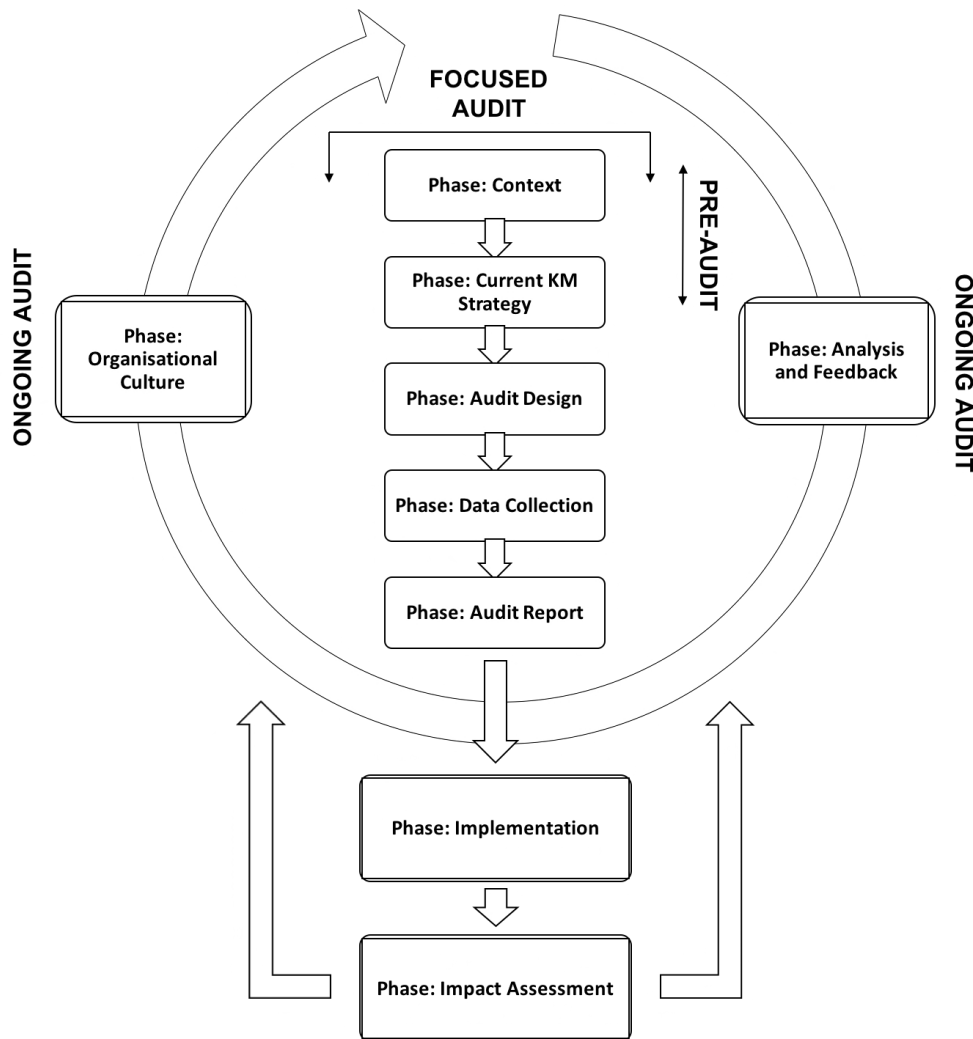 FOCUSED
AUDIT
Phase: Context
PRE-AUDIT
Phase: Current KM
Strategy
ONGOING AUDIT
Phase:
Organisational
Culture
Phase: Analysis
and Feedback
ONGOING AUDIT
Phase: Audit Design
Phase: Data Collection
Phase: Audit Report
Phase: Implementation
Phase: Impact Assessment